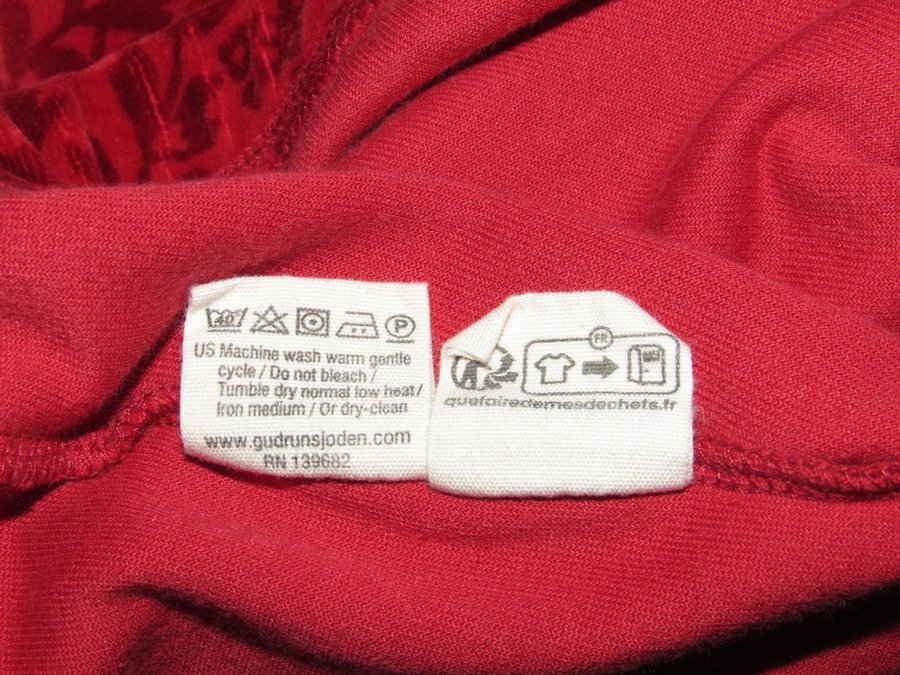 40
P
US Machine wash warm gentle
cycle / Do not bleach /
Tumble dry normal low heat/
Iron medium / Or dry-clean
www.gudrunsjoden.com
RN 139682
FR
quefairedemesdechets.fr